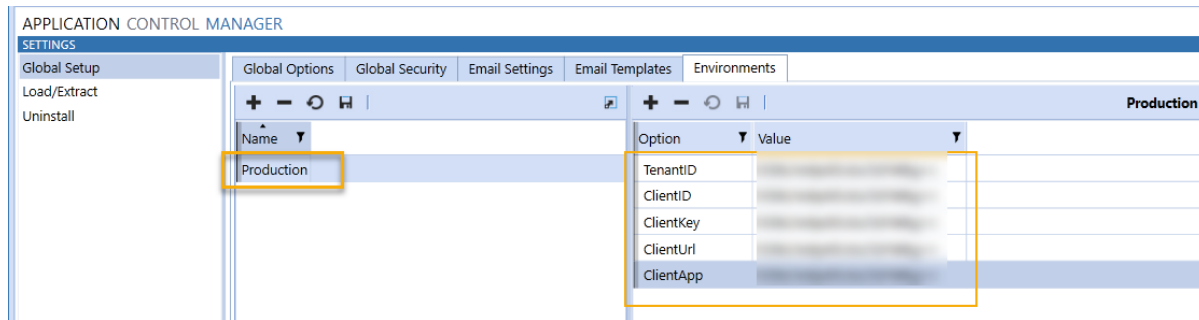 APPLICATION CONTROL MANAGER
SETTINGS
Global Setup
Load/Extract
Uninstall
Global Options Global Security Email Settings Email Templates Environments
Production
Name
Production
Option Value
TenantID
ClientID
ClientKey
ClientUrl
ClientApp